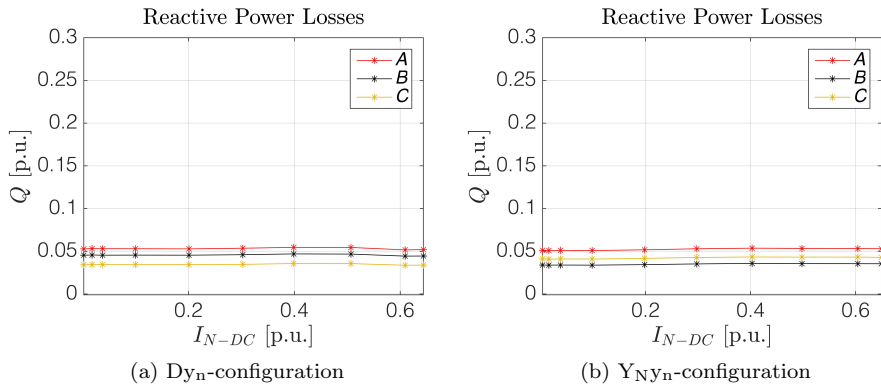 Reactive Power Losses
0.3
0.25
0.2
0.15
0.1
0.05
0
Q [p.u.]
A
B
C
0.2 0.4 0.6
I_{N-DC} [p.u.]
(a) Dy_n-configuration
Reactive Power Losses
0.3
0.25
0.2
0.15
0.1
0.05
0
Q [p.u.]
A
B
C
0.2 0.4 0.6
I_{N-DC} [p.u.]
(b) Y_Ny_n-configuration